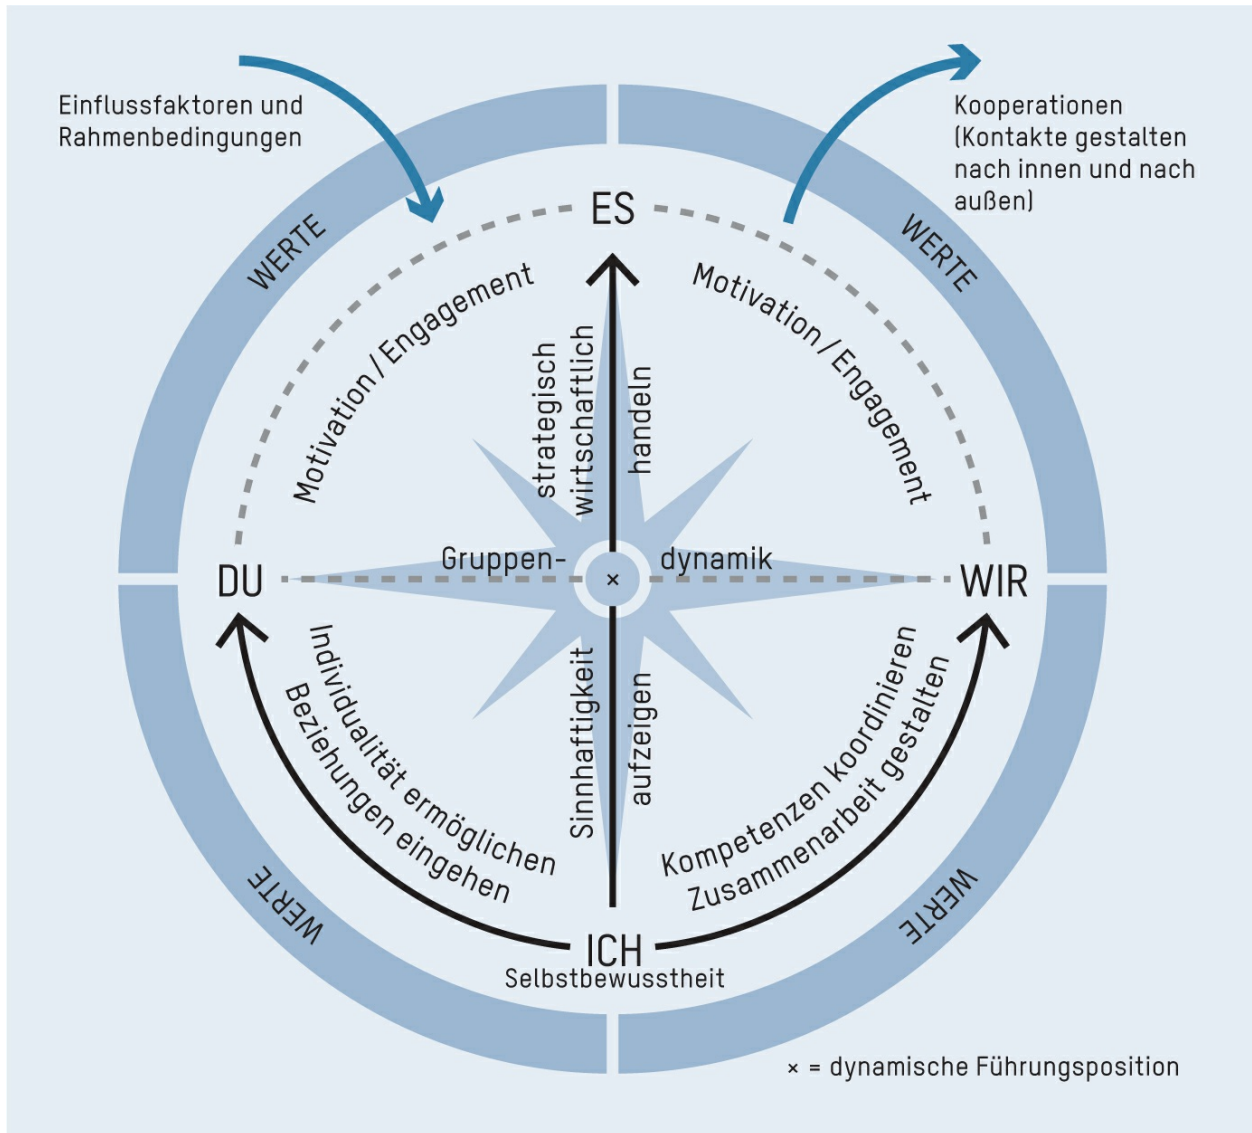 Einflussfaktoren und
Rahmenbedingungen
Kooperationen
(Kontakte gestalten
nach innen und nach
außen)
WERTE
WERTE
ES
Motivation / Engagement
Motivation / Engagement
strategisch
wirtschaftlich
handeln
Gruppen-
dynamik
×
DU
WIR
Individualität ermöglichen
Beziehungen eingehen
Sinnhaftigkeit
aufzeigen
Kompetenzen koordinieren
Zusammenarbeit gestalten
WERTE
WERTE
ICH
Selbstbewusstheit
× = dynamische Führungsposition